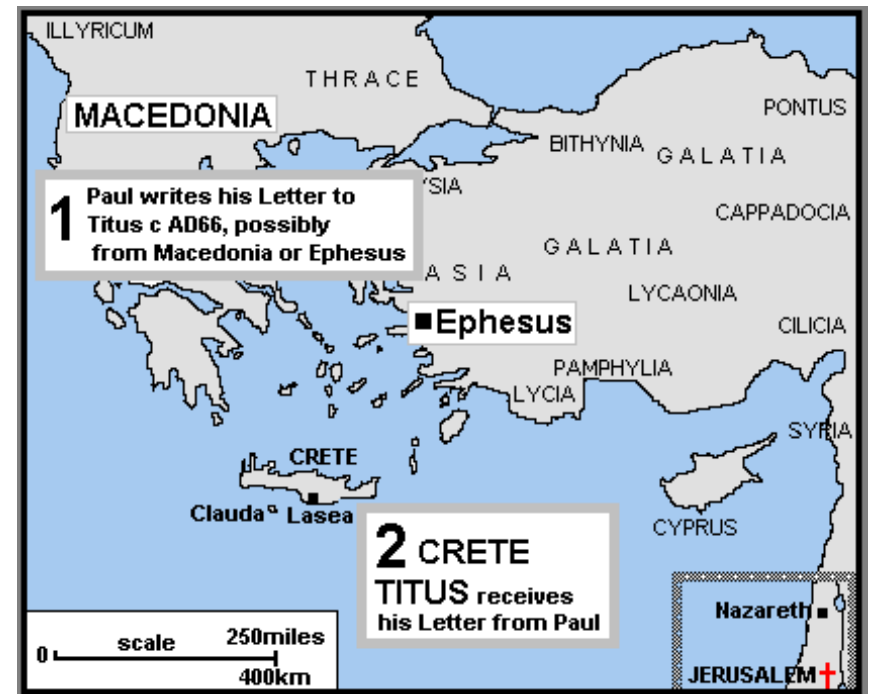 ILLYRICUM
THRACE
MACEDONIA
PONTUS
BITHYNIA
GALATIA
1 Paul writes his Letter to
Titus c AD66, possibly
from Macedonia or Ephesus
YSIA
CAPPADOCIA
GALATIA
ASIA
LYCAONIA
Ephesus
CILICIA
PAMPHYLIA
LYCIA
SYRIA
CRETE
Clauda Lasea
CYPRUS
2 CRETE
TITUS receives
his Letter from Paul
Nazareth
0 scale 250miles
400km
JERUSALEM